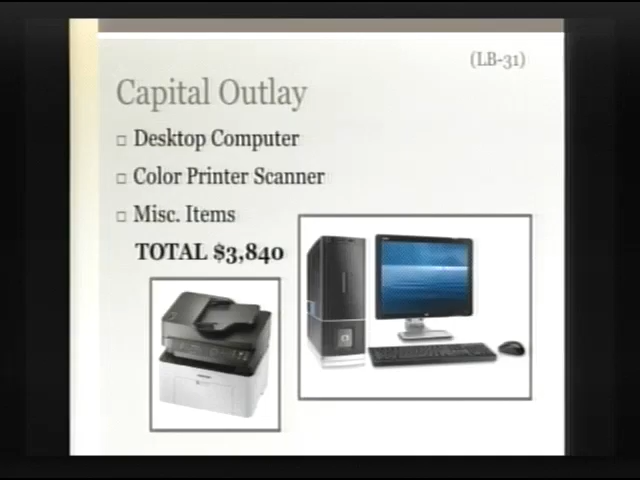 (LB-31)
Capital Outlay
Desktop Computer
Color Printer Scanner
Misc. Items
TOTAL $3,840